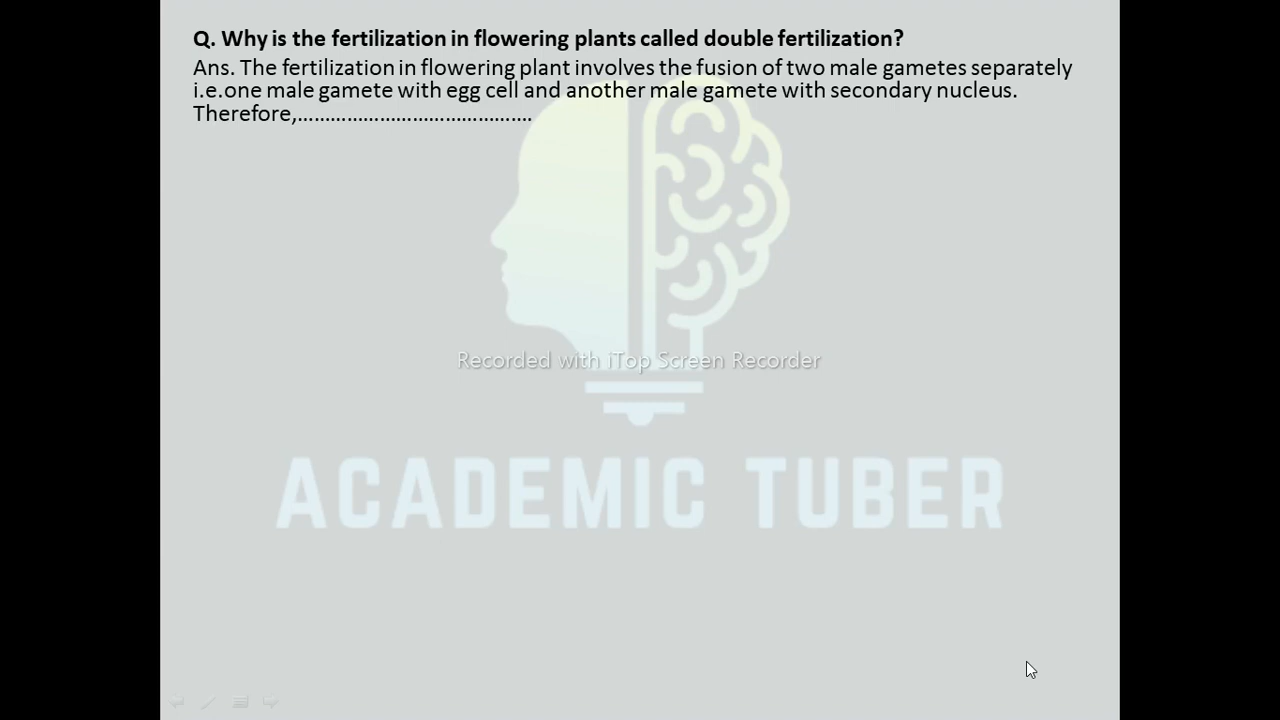 Q. Why is the fertilization in flowering plants called double fertilization?
Ans. The fertilization in flowering plant involves the fusion of two male gametes separately
i.e.one male gamete with egg cell and another male gamete with secondary nucleus.
Therefore,..........................................
Recorded with iTop Screen Recorder
ACADEMIC TUBER